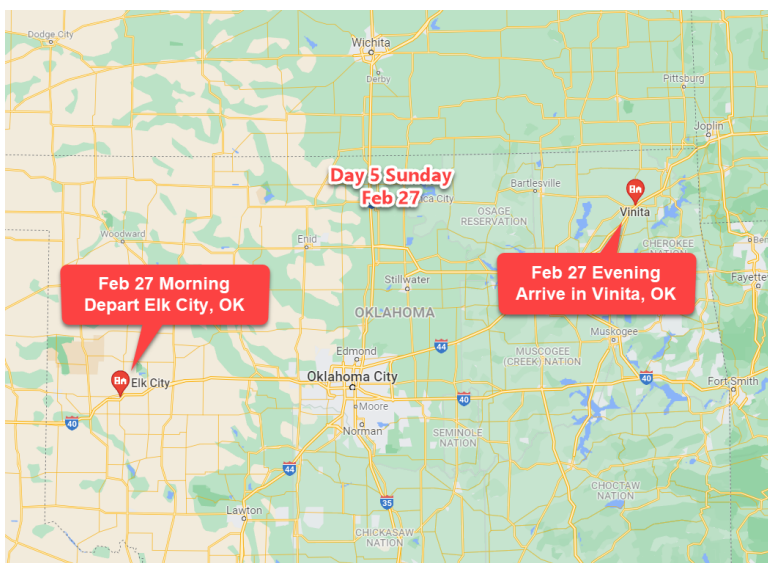 Dodge City
Wichita
Derby
Pittsburg
Joplin
Day 5 Sunday
Feb 27
ca City
Bartlesville
OSAGE
RESERVATION
Vinita
Woodward
Enid
CHEROKEE
NATION
Ben
Feb 27 Morning
Depart Elk City, OK
Feb 27 Evening
Arrive in Vinita, OK
Fayette
Stillwater
OKLAHOMA
Muskogee
Edmond
44
MUSCOGEE
(CREEK) NATION
Elk City
Oklahoma City
40
Fort Smith
40
Moore
40
Norman
SEMINOLE
NATION
44
CHOCTAW
NATION
35
Lawton
CHICKASAW
NATION